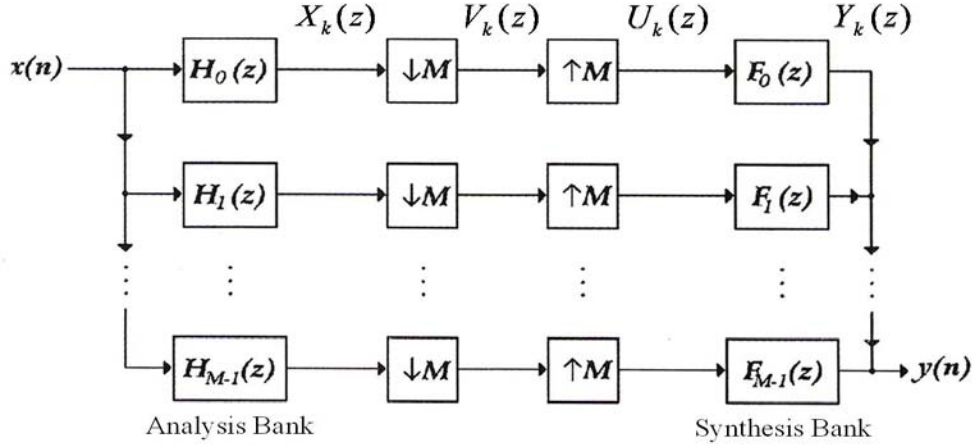 X_k(z) V_k(z) U_k(z) Y_k(z)
x(n) H_0(z) ↓M ↑M F_0(z)
H_1(z) ↓M ↑M F_1(z)
H_{M-1}(z) ↓M ↑M F_{M-1}(z) y(n)
Analysis Bank Synthesis Bank